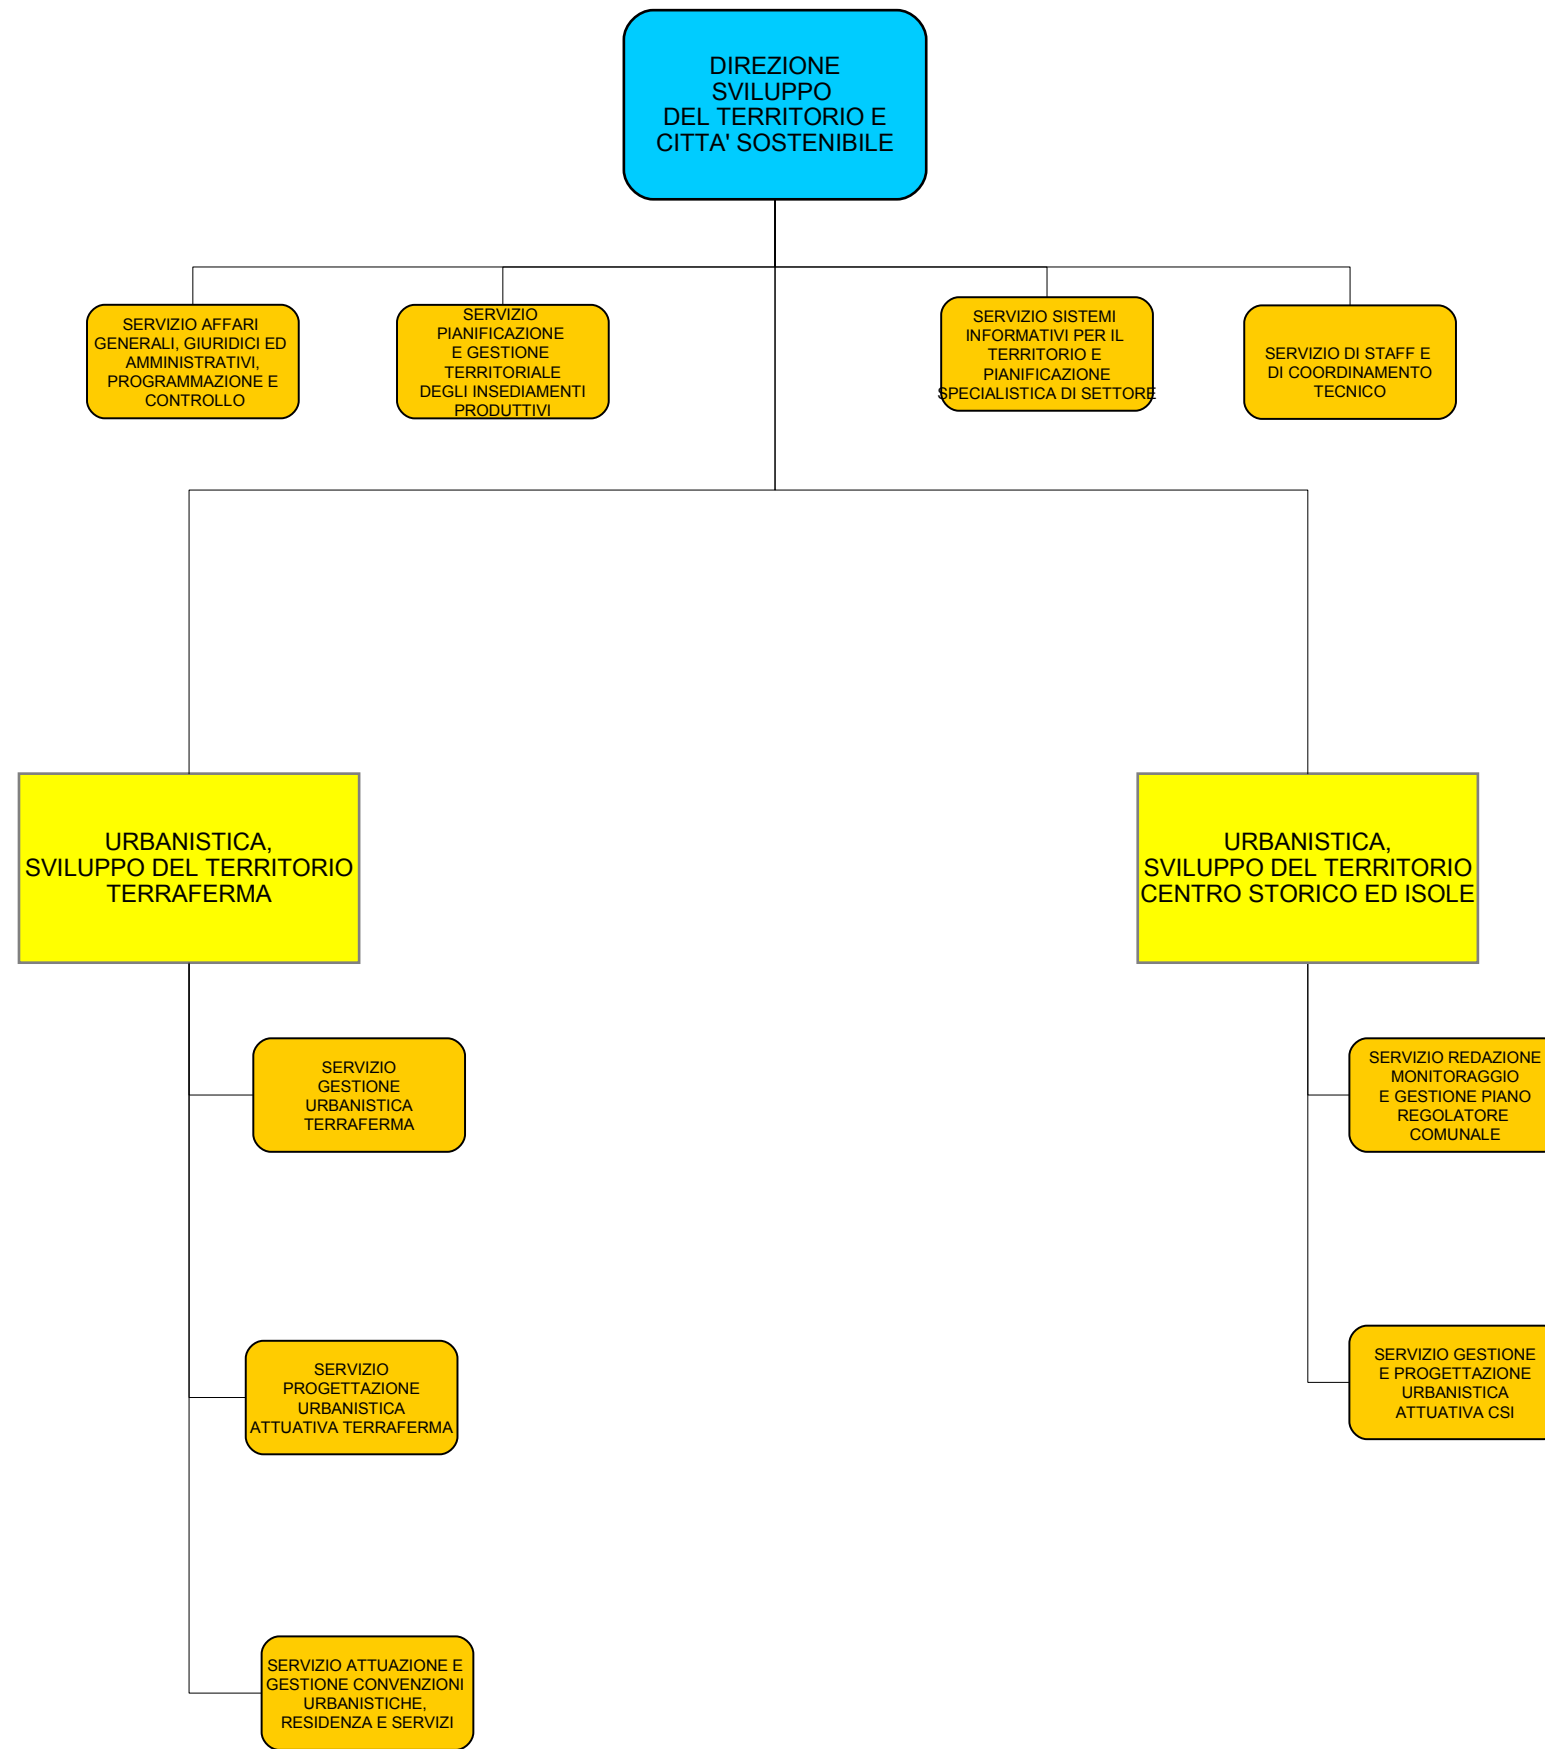 DIREZIONE
SVILUPPO
DEL TERRITORIO E
CITTA' SOSTENIBILE
SERVIZIO AFFARI
GENERALI, GIURIDICI ED
AMMINISTRATIVI,
PROGRAMMAZIONE E
CONTROLLO
SERVIZIO
PIANIFICAZIONE
E GESTIONE
TERRITORIALE
DEGLI INSEDIAMENTI
PRODUTTIVI
SERVIZIO SISTEMI
INFORMATIVI PER IL
TERRITORIO E
PIANIFICAZIONE
SPECIALISTICA DI SETTORE
SERVIZIO DI STAFF E
DI COORDINAMENTO
TECNICO
URBANISTICA,
SVILUPPO DEL TERRITORIO
TERRAFERMA
URBANISTICA,
SVILUPPO DEL TERRITORIO
CENTRO STORICO ED ISOLE
SERVIZIO
GESTIONE
URBANISTICA
TERRAFERMA
SERVIZIO REDAZIONE
MONITORAGGIO
E GESTIONE PIANO
REGOLATORE
COMUNALE
SERVIZIO
PROGETTAZIONE
URBANISTICA
ATTUATIVA TERRAFERMA
SERVIZIO GESTIONE
E PROGETTAZIONE
URBANISTICA
ATTUATIVA CSI
SERVIZIO ATTUAZIONE E
GESTIONE CONVENZIONI
URBANISTICHE,
RESIDENZA E SERVIZI